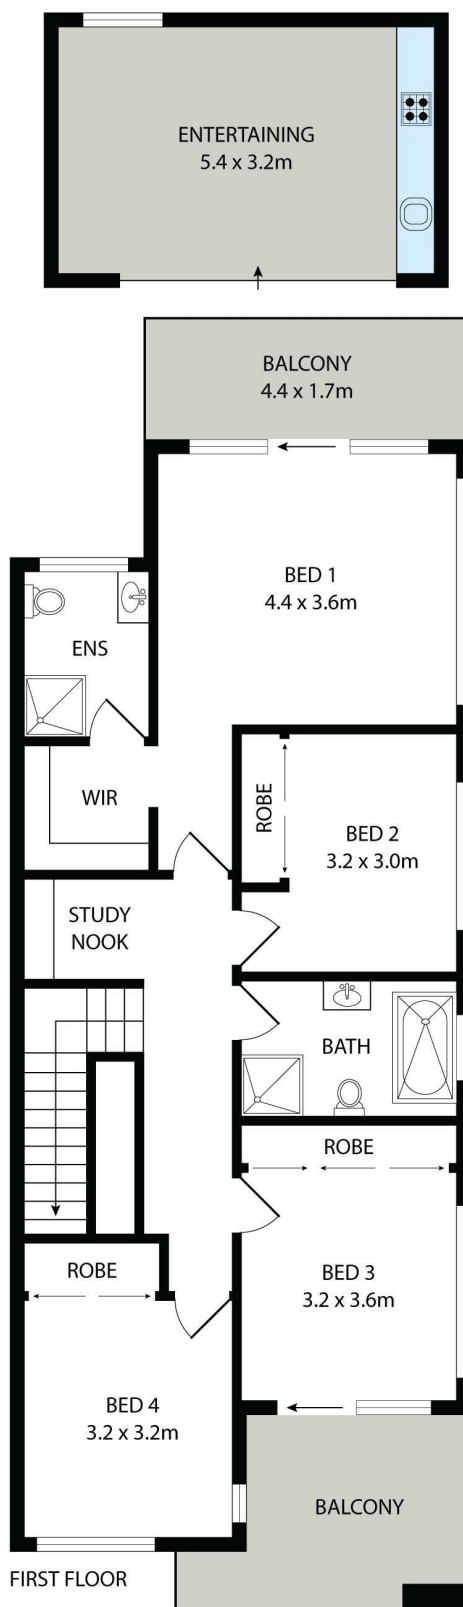 ENTERTAINING
5.4 x 3.2m
BALCONY
4.4 x 1.7m
BED 1
4.4 x 3.6m
ENS
WIR
ROBE
BED 2
3.2 x 3.0m
STUDY
NOOK
BATH
ROBE
ROBE
BED 3
3.2 x 3.6m
BED 4
3.2 x 3.2m
BALCONY
FIRST FLOOR